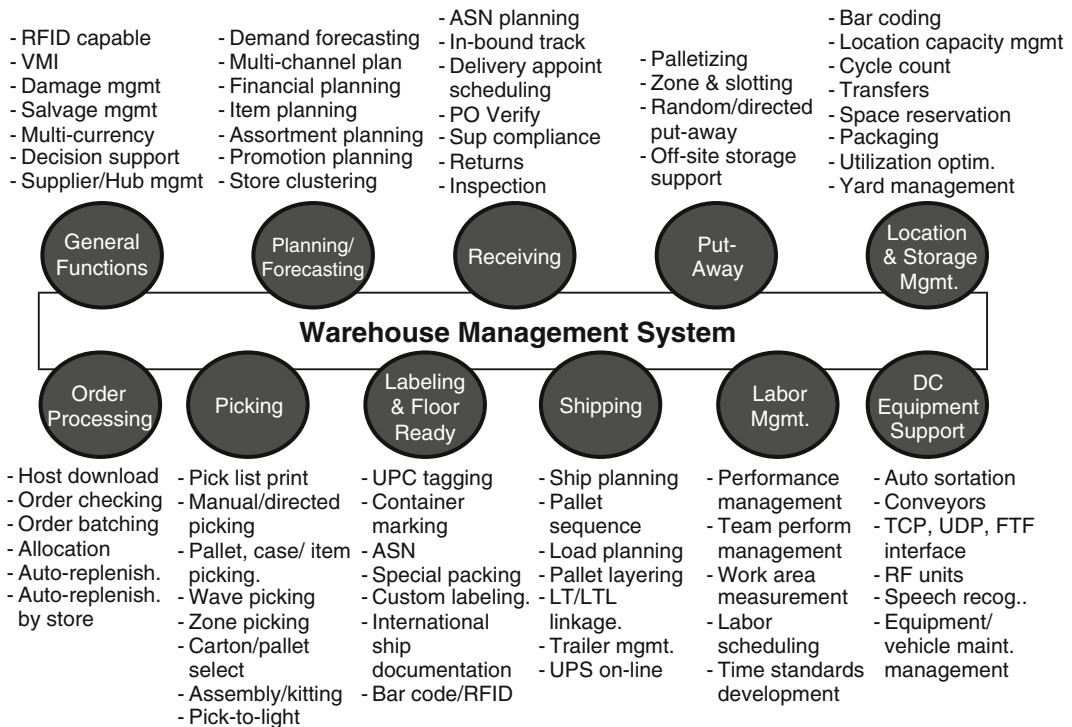 - RFID capable
- VMI
- Damage mgmt
- Salvage mgmt
- Multi-currency
- Decision support
- Supplier/Hub mgmt
- Demand forecasting
- Multi-channel plan
- Financial planning
- Item planning
- Assortment planning
- Promotion planning
- Store clustering
- ASN planning
- In-bound track
- Delivery appoint
scheduling
- PO Verify
- Sup compliance
- Returns
- Inspection
- Palletizing
- Zone & slotting
- Random/directed
put-away
- Off-site storage
support
- Bar coding
- Location capacity mgmt
- Cycle count
- Transfers
- Space reservation
- Packaging
- Utilization optim.
- Yard management
General
Functions
Planning/
Forecasting
Receiving
Put-
Away
Location
& Storage
Mgmt.
Warehouse Management System
Order
Processing
Picking
Labeling
& Floor
Ready
Shipping
Labor
Mgmt.
DC
Equipment
Support
- Host download
- Order checking
- Order batching
- Allocation
- Auto-replenish.
- Auto-replenish.
by store
- Pick list print
- Manual/directed
picking
- Pallet, case/ item
picking.
- Wave picking
- Zone picking
- Carton/pallet
select
- Assembly/kitting
- Pick-to-light
- UPC tagging
- Container
marking
- ASN
- Special packing
- Custom labeling.
- International
ship
documentation
- Bar code/RFID
- Ship planning
- Pallet
sequence
- Load planning
- Pallet layering
- LT/LTL
linkage.
- Trailer mgmt.
- UPS on-line
- Performance
management
- Team perform
management
- Work area
measurement
- Labor
scheduling
- Time standards
development
- Auto sortation
- Conveyors
- TCP, UDP, FTF
interface
- RF units
- Speech recog..
- Equipment/
vehicle maint.
management